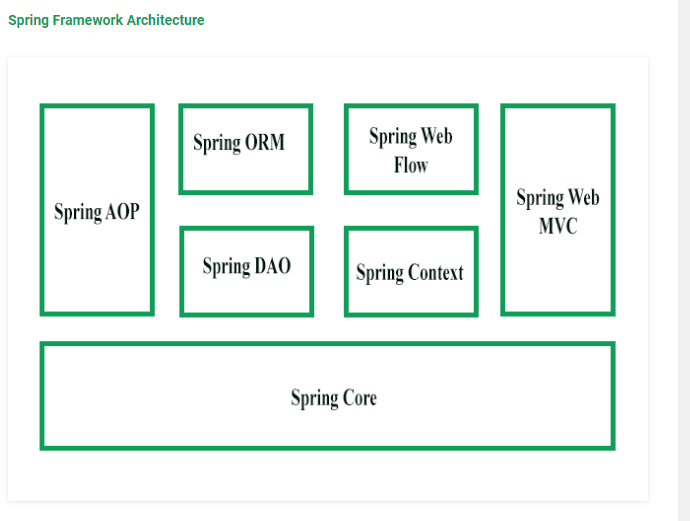 Spring Framework Architecture
Spring AOP
Spring ORM
Spring Web
Flow
Spring Web
MVC
Spring DAO
Spring Context
Spring Core